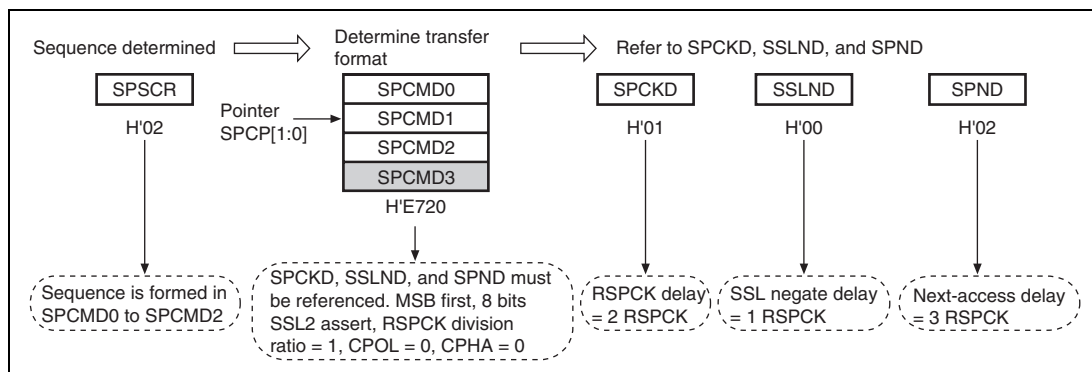 Sequence determined
Determine transfer
format
Refer to SPCKD, SSLND, and SPND
SPSCR
H'02
Pointer
SPCP[1:0]
SPCMD0
SPCMD1
SPCMD2
SPCMD3
H'E720
SPCKD
H'01
SSLND
H'00
SPND
H'02
Sequence is formed in
SPCMD0 to SPCMD2
SPCKD, SSLND, and SPND must
be referenced. MSB first, 8 bits
SSL2 assert, RSPCK division
ratio = 1, CPOL = 0, CPHA = 0
RSPCK delay
= 2 RSPCK
SSL negate delay
= 1 RSPCK
Next-access delay
= 3 RSPCK